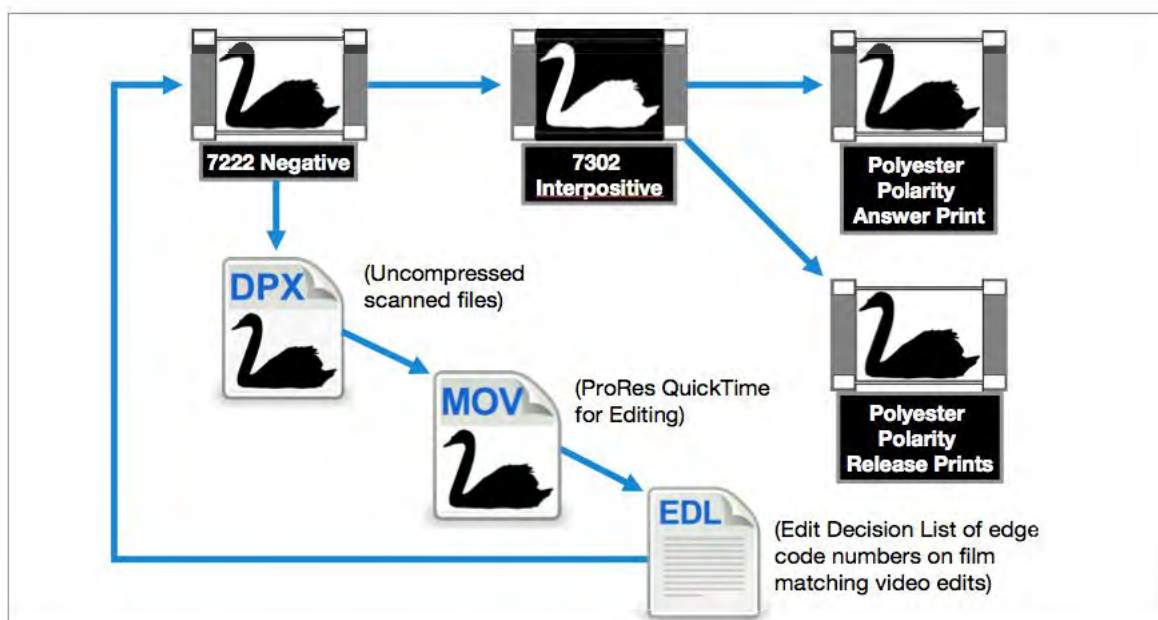 7222 Negative
7302
Interpositive
Polyester
Polarity
Answer Print
DPX
(Uncompressed
scanned files)
MOV
(ProRes QuickTime
for Editing)
Polyester
Polarity
Release Prints
EDL
(Edit Decision List of edge
code numbers on film
matching video edits)